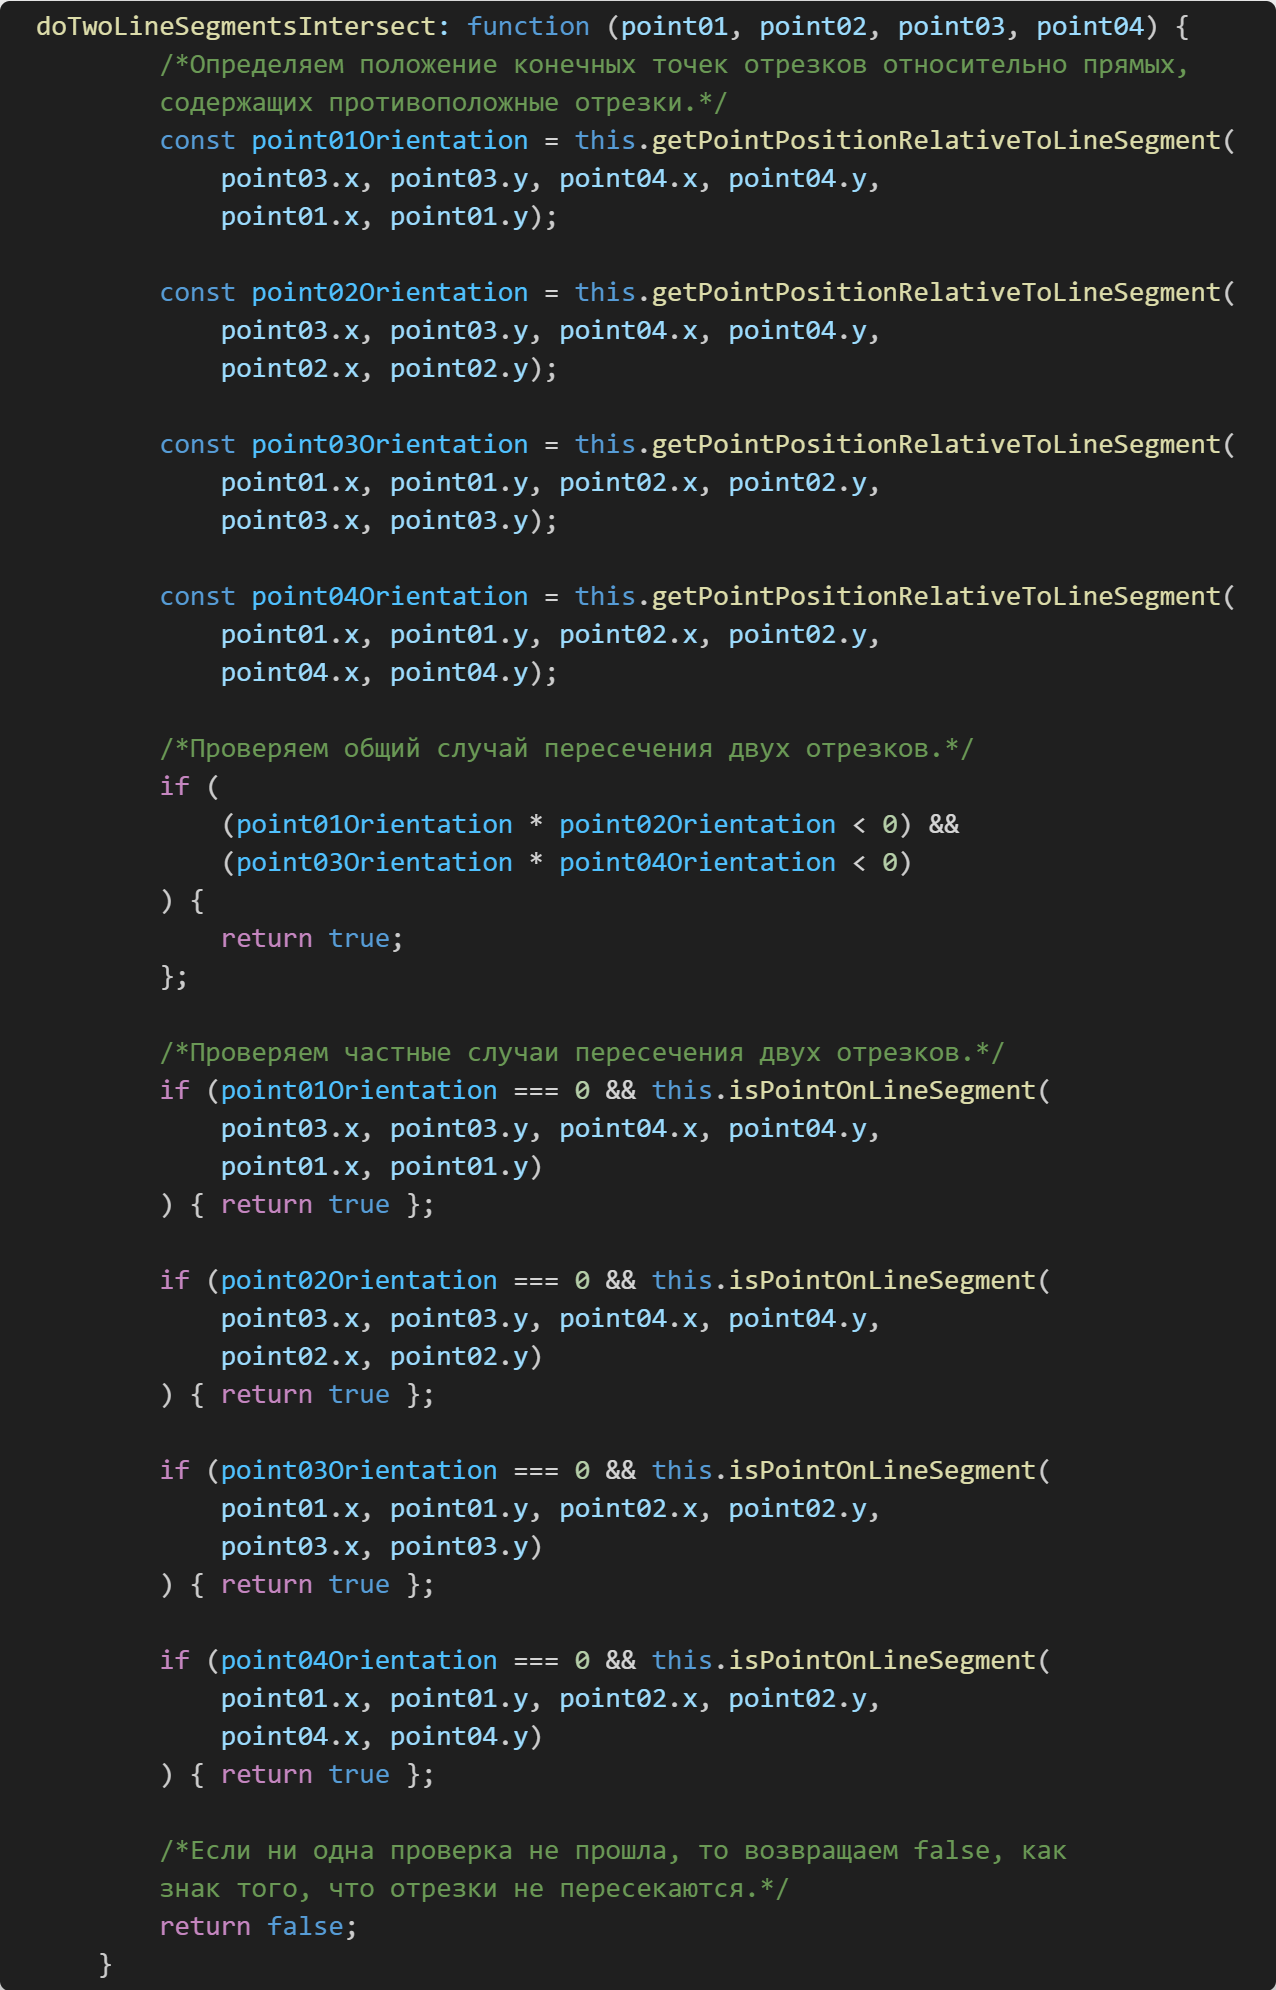 doTwoLineSegmentsIntersect: function (point01, point02, point03, point04) {
/*Определяем положение конечных точек отрезков относительно прямых,
содержащих противоположные отрезки.*/
const point01Orientation = this.getPointPositionRelativeToLineSegment(
point03.x, point03.y, point04.x, point04.y,
point01.x, point01.y);
const point02Orientation = this.getPointPositionRelativeToLineSegment(
point03.x, point03.y, point04.x, point04.y,
point02.x, point02.y);
const point03Orientation = this.getPointPositionRelativeToLineSegment(
point01.x, point01.y, point02.x, point02.y,
point03.x, point03.y);
const point04Orientation = this.getPointPositionRelativeToLineSegment(
point01.x, point01.y, point02.x, point02.y,
point04.x, point04.y);
/*Проверяем общий случай пересечения двух отрезков.*/
if (
(point01Orientation * point02Orientation < 0) &&
(point03Orientation * point04Orientation < 0)
) {
return true;
};
/*Проверяем частные случаи пересечения двух отрезков.*/
if (point01Orientation === 0 && this.isPointOnLineSegment(
point03.x, point03.y, point04.x, point04.y,
point01.x, point01.y)
) { return true };
if (point02Orientation === 0 && this.isPointOnLineSegment(
point03.x, point03.y, point04.x, point04.y,
point02.x, point02.y)
) { return true };
if (point03Orientation === 0 && this.isPointOnLineSegment(
point01.x, point01.y, point02.x, point02.y,
point03.x, point03.y)
) { return true };
if (point04Orientation === 0 && this.isPointOnLineSegment(
point01.x, point01.y, point02.x, point02.y,
point04.x, point04.y)
) { return true };
/*Если ни одна проверка не прошла, то возвращаем false, как
знак того, что отрезки не пересекаются.*/
return false;
}